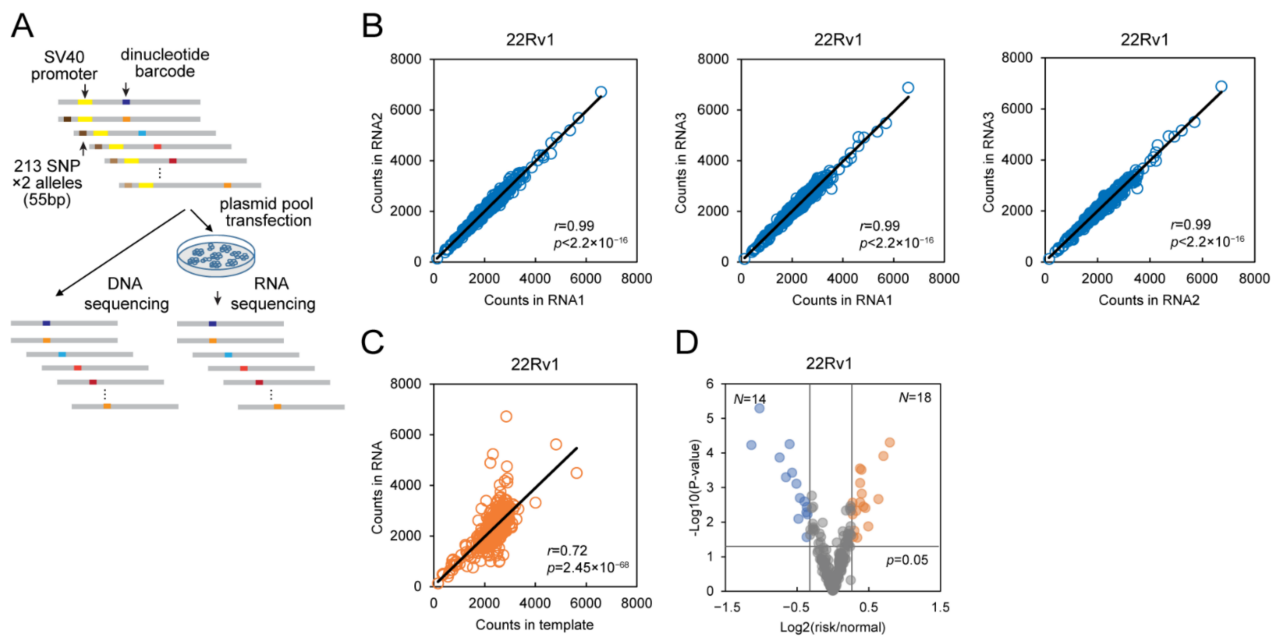 A
SV40
promoter
dinucleotide
barcode
213 SNP
×2 alleles
(55bp)
plasmid pool
transfection
DNA
sequencing
RNA
sequencing
B
22Rv1
8000
6000
4000
2000
0
Counts in RNA2
r=0.99
p<2.2×10⁻¹⁶
0 2000 4000 6000 8000
Counts in RNA1
22Rv1
8000
6000
4000
2000
0
Counts in RNA3
r=0.99
p<2.2×10⁻¹⁶
0 2000 4000 6000 8000
Counts in RNA1
22Rv1
8000
6000
4000
2000
0
Counts in RNA3
r=0.99
p<2.2×10⁻¹⁶
0 2000 4000 6000 8000
Counts in RNA2
C
22Rv1
8000
6000
4000
2000
0
Counts in RNA
r=0.72
p=2.45×10⁻⁶⁸
0 2000 4000 6000 8000
Counts in template
D
22Rv1
6
5
4
3
2
1
0
-Log10(P-value)
N=14
N=18
p=0.05
−1.5 −0.5 0.5 1.5
Log2(risk/normal)